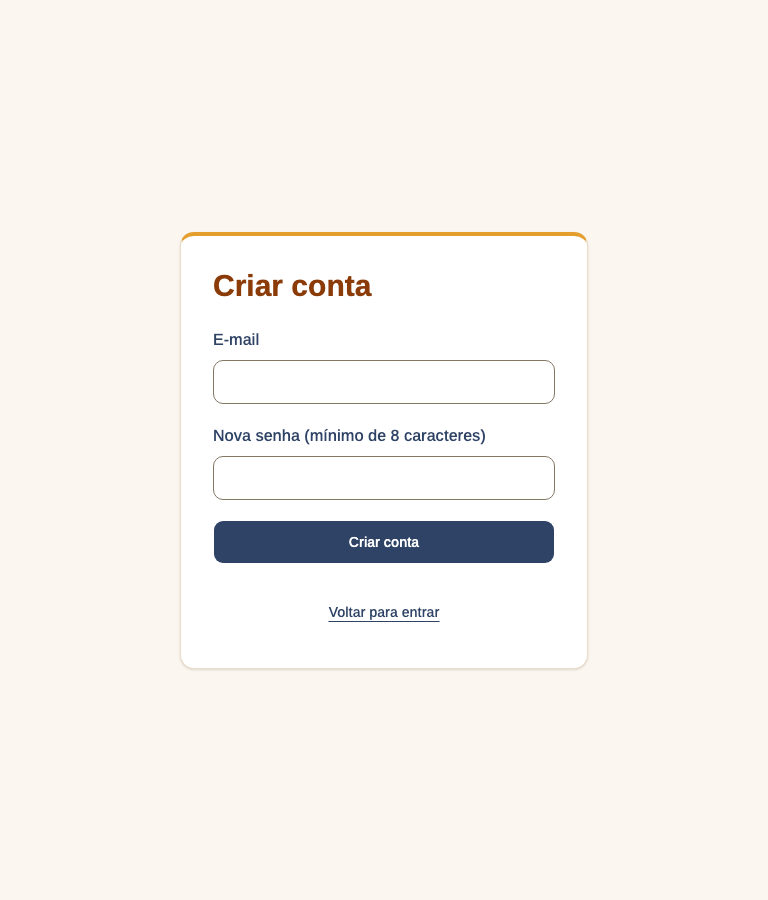 Criar conta
E-mail
Nova senha (mínimo de 8 caracteres)
Criar conta
Voltar para entrar